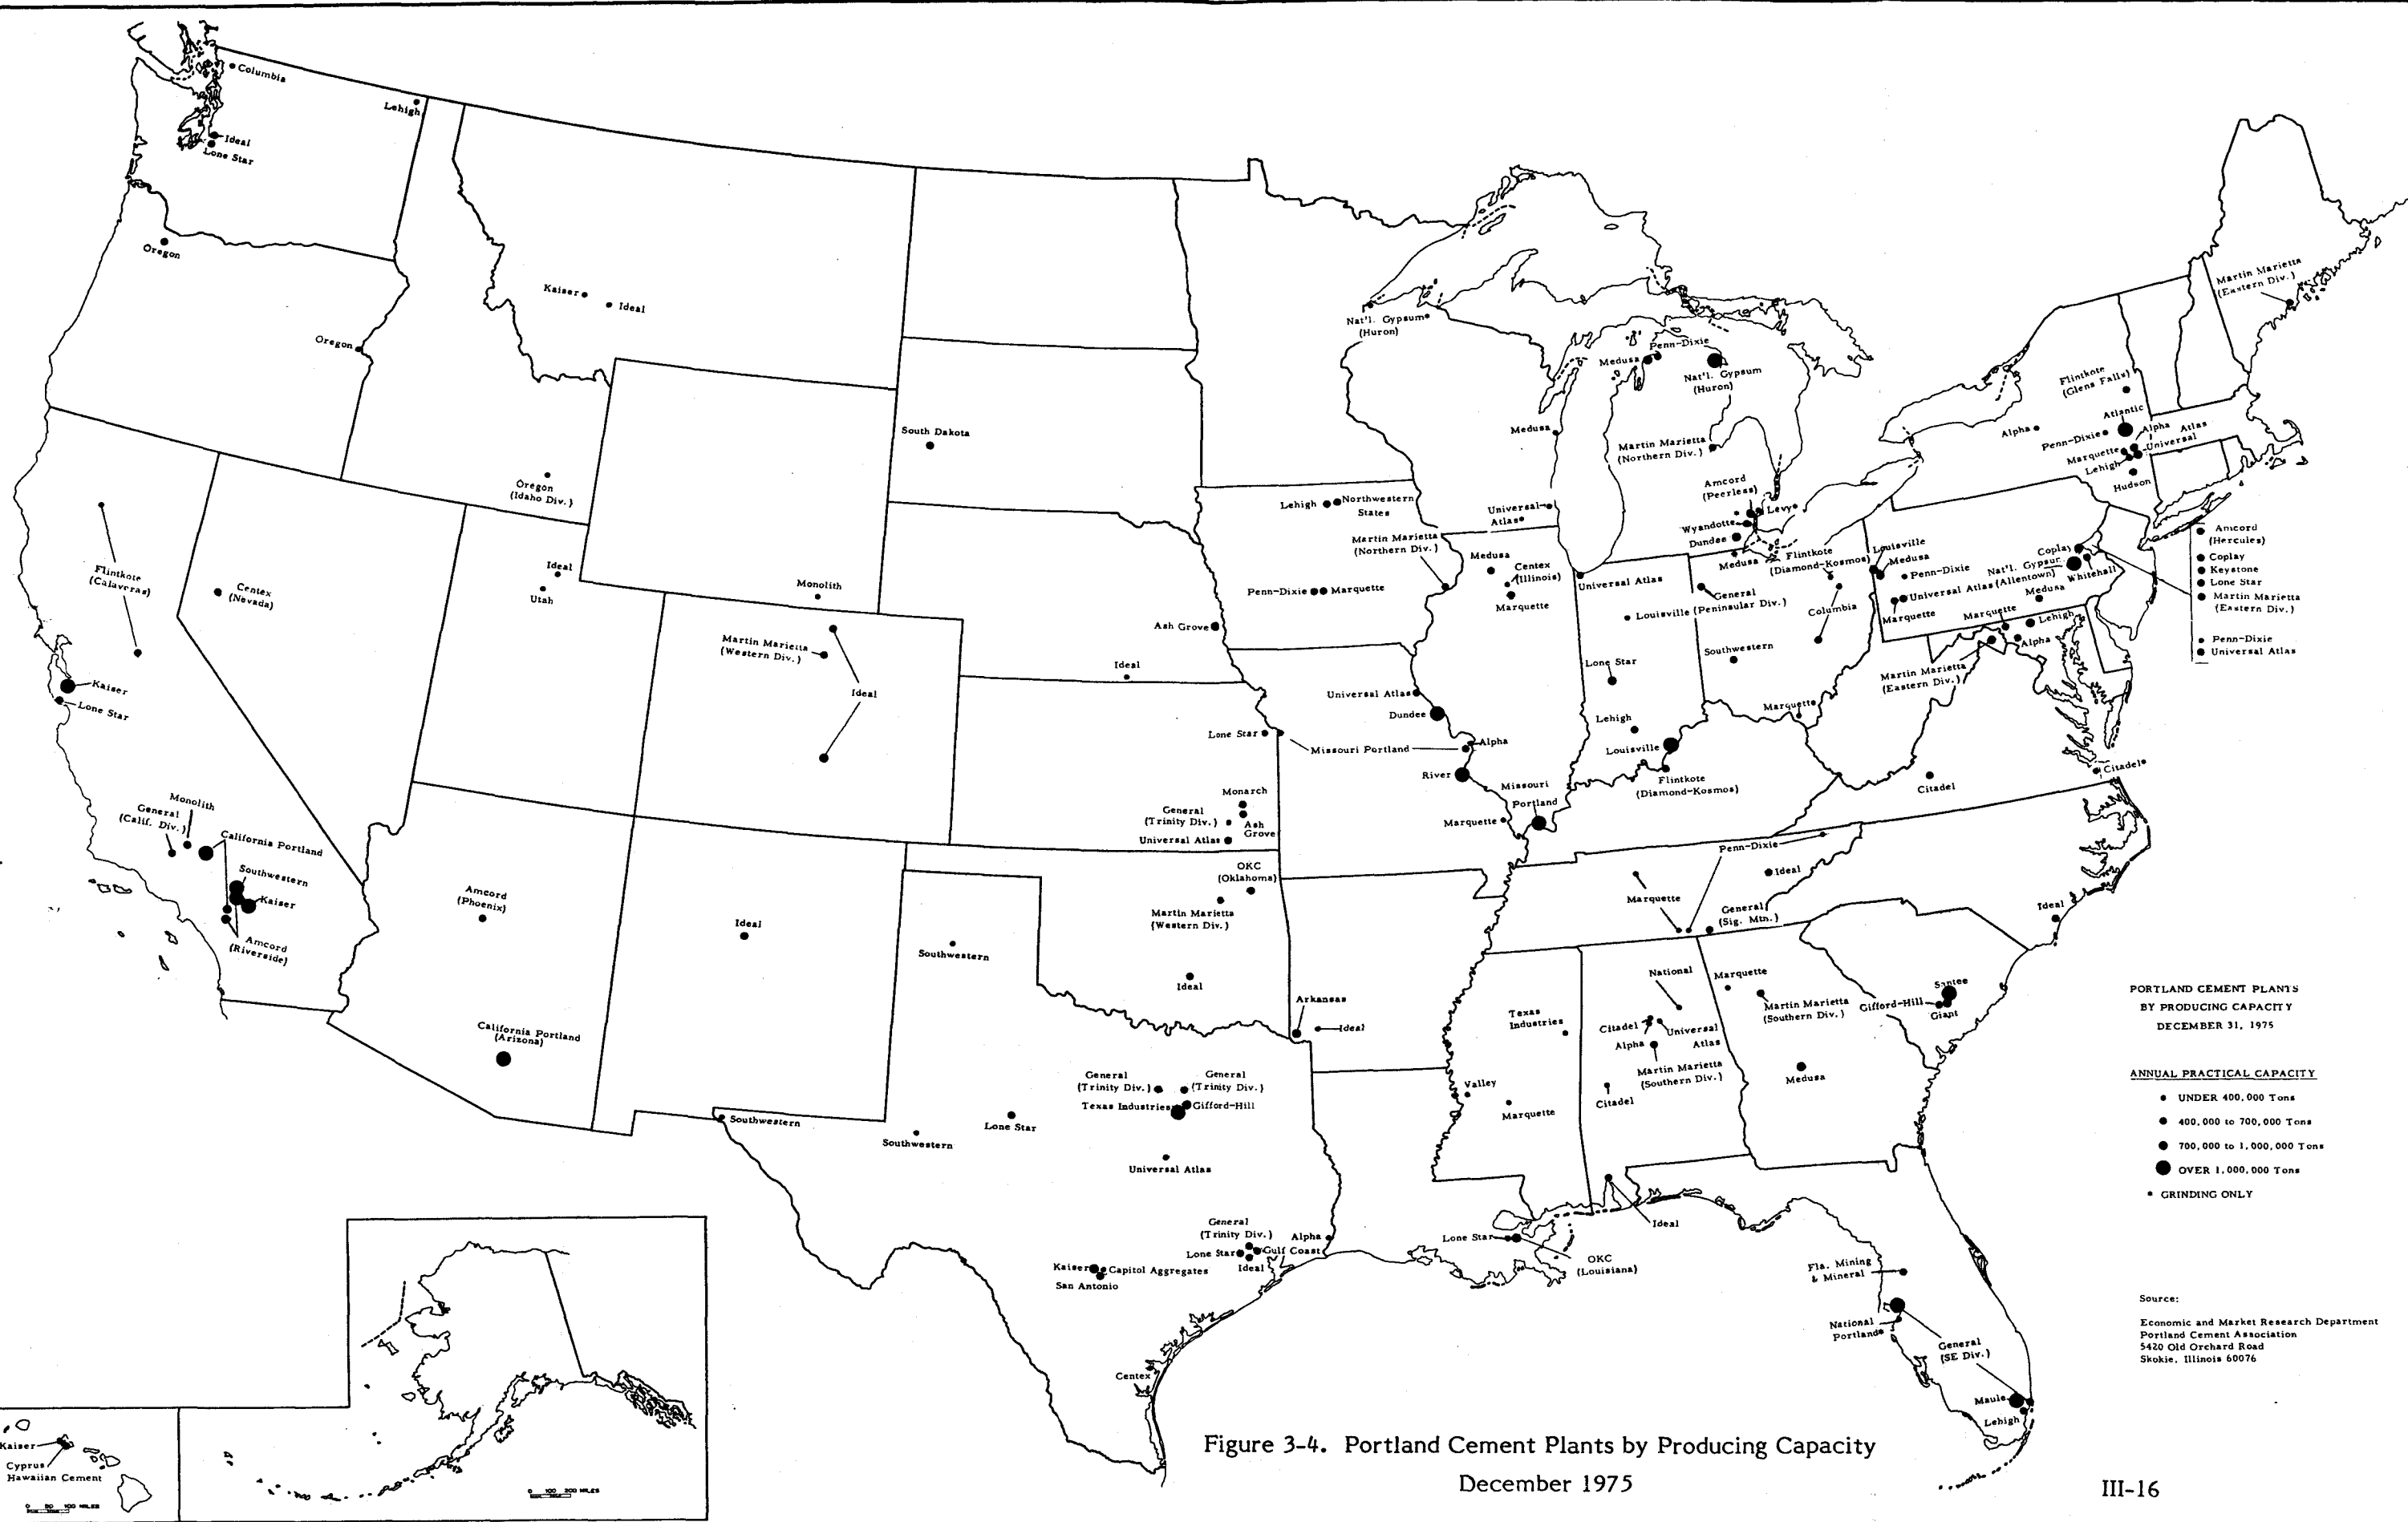 Columbia
Lehigh
Ideal
Lone Star
Oregon
Kaiser
Ideal
Oregon
Oregon
(Idaho Div.)
South Dakota
Flintkote
(Calaveras)
Centex
(Nevada)
Ideal
Utah
Monolith
Martin Marietta
(Western Div.)
Ideal
Kaiser
Lone Star
Monolith
General
(Calif. Div.)
California Portland
Southwestern
Kaiser
Amcord
(Riverside)
Amcord
(Phoenix)
California Portland
(Arizona)
Ideal
Ash Grove
Ideal
Lone Star
Missouri Portland
Monarch
General
(Trinity Div.)
Ash
Grove
Universal Atlas
OKC
(Oklahoma)
Martin Marietta
(Western Div.)
Ideal
Southwestern
Arkansas
Ideal
General
(Trinity Div.)
General
(Trinity Div.)
Texas Industries
Gifford-Hill
Southwestern
Southwestern
Lone Star
Universal Atlas
General
(Trinity Div.)
Lone Star
Gulf Coast
Ideal
Alpha
Kaiser
Capitol Aggregates
San Antonio
Centex
Nat'l. Gypsum
(Huron)
Penn-Dixie
Medusa
Nat'l. Gypsum
(Huron)
Medusa
Martin Marietta
(Northern Div.)
Amcord
(Peerless)
Levy
Wyandotte
Dundee
Medusa
Lehigh
Northwestern
States
Universal
Atlas
Martin Marietta
(Northern Div.)
Medusa
Centex
(Illinois)
Marquette
Penn-Dixie
Marquette
Universal Atlas
General
(Peninsular Div.)
Louisville
Lone Star
Lehigh
Louisville
Flintkote
(Diamond-Kosmos)
Universal Atlas
Dundee
Alpha
River
Missouri
Portland
Marquette
Flintkote
(Diamond-Kosmos)
Columbia
Southwestern
Marquette
Louisville
Medusa
Penn-Dixie
Universal Atlas
Marquette
Nat'l. Gypsum
(Allentown)
Coplay
Whitehall
Medusa
Marquette
Lehigh
Alpha
Martin Marietta
(Eastern Div.)
Martin Marietta
(Eastern Div.)
Flintkote
(Glens Falls)
Atlantic
Alpha
Penn-Dixie
Alpha
Atlas
Universal
Marquette
Lehigh
Hudson
Amcord
(Hercules)
Coplay
Keystone
Lone Star
Martin Marietta
(Eastern Div.)
Penn-Dixie
Universal Atlas
Citadel
Citadel
Penn-Dixie
Ideal
Marquette
General
(Sig. Mtn.)
Ideal
National
Marquette
Martin Marietta
(Southern Div.)
Santee
Gifford-Hill
Giant
Texas
Industries
Citadel
Universal
Atlas
Alpha
Martin Marietta
(Southern Div.)
Citadel
Medusa
Valley
Marquette
Ideal
Lone Star
OKC
(Louisiana)
Fla. Mining
& Mineral
National
Portland
General
(SE Div.)
Maule
Lehigh
PORTLAND CEMENT PLANTS
BY PRODUCING CAPACITY
DECEMBER 31, 1975
ANNUAL PRACTICAL CAPACITY
UNDER 400,000 Tons
400,000 to 700,000 Tons
700,000 to 1,000,000 Tons
OVER 1,000,000 Tons
* GRINDING ONLY
Source:
Economic and Market Research Department
Portland Cement Association
5420 Old Orchard Road
Skokie, Illinois 60076
Kaiser
Cyprus
Hawaiian Cement
0 50 100 MILES
0 100 200 MILES
Figure 3-4. Portland Cement Plants by Producing Capacity
December 1975
III-16